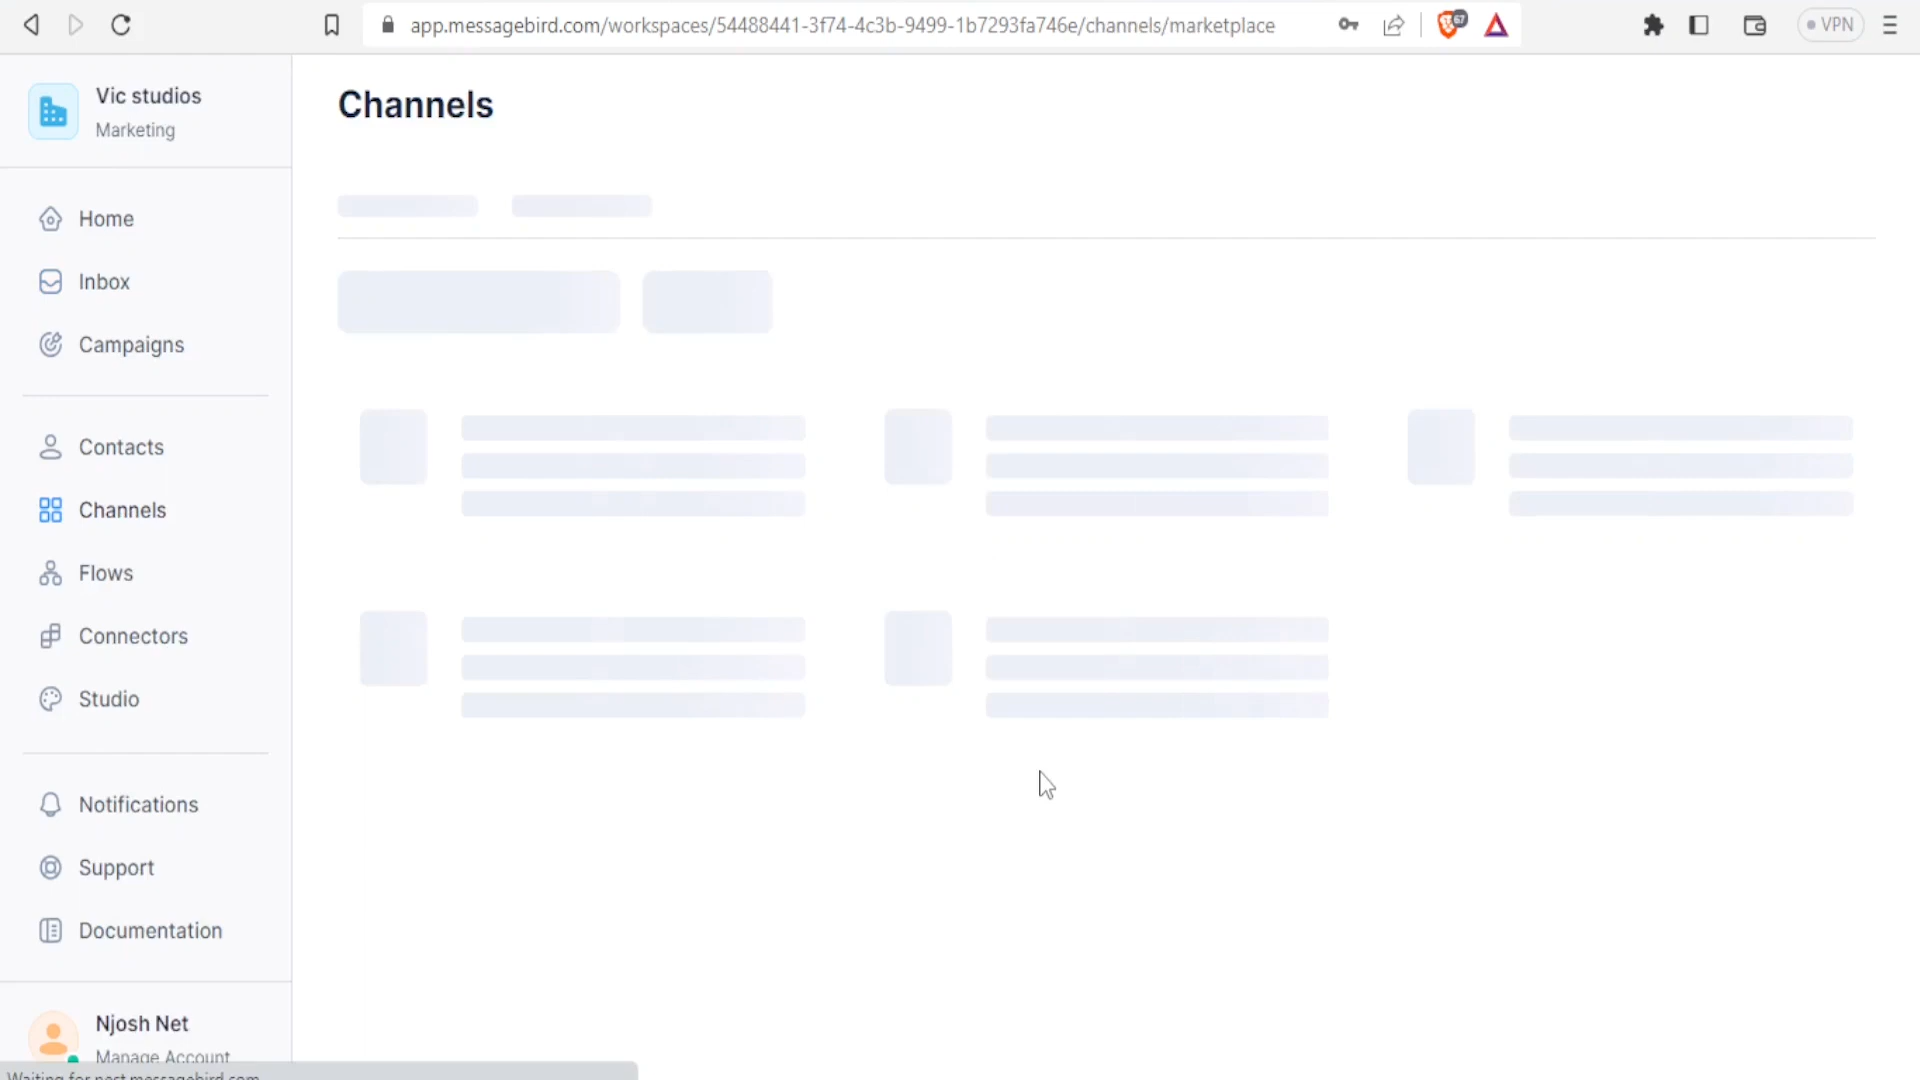 app.messagebird.com/workspaces/54488441-3f74-4c3b-9499-1b7293fa746e/channels/marketplace
67
VPN
Vic studios
Marketing
Channels
Home
Inbox
Campaigns
Contacts
Channels
Flows
Connectors
Studio
Notifications
Support
Documentation
Njosh Net
Manage Account
Waiting for nest.messagebird.com